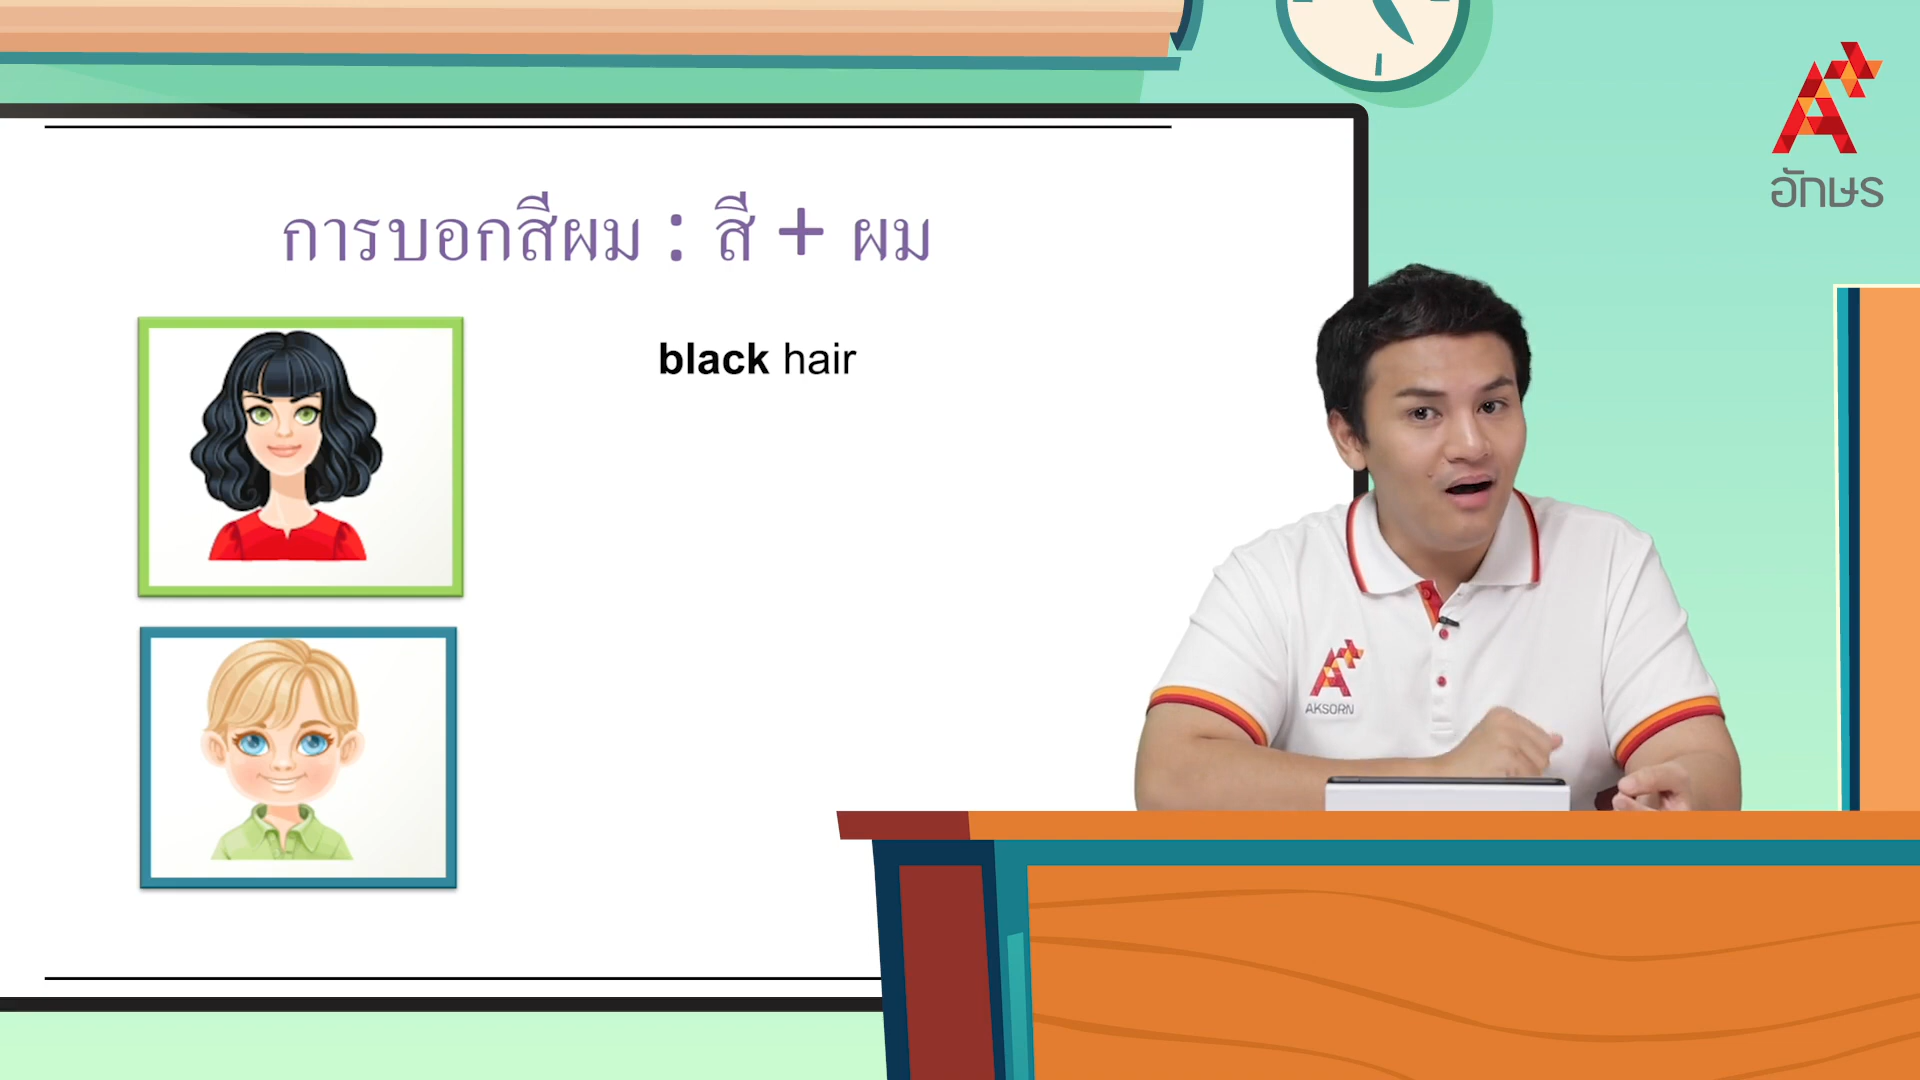 อักษร
การบอกสีผม : สี + ผม
black hair
AKSORN